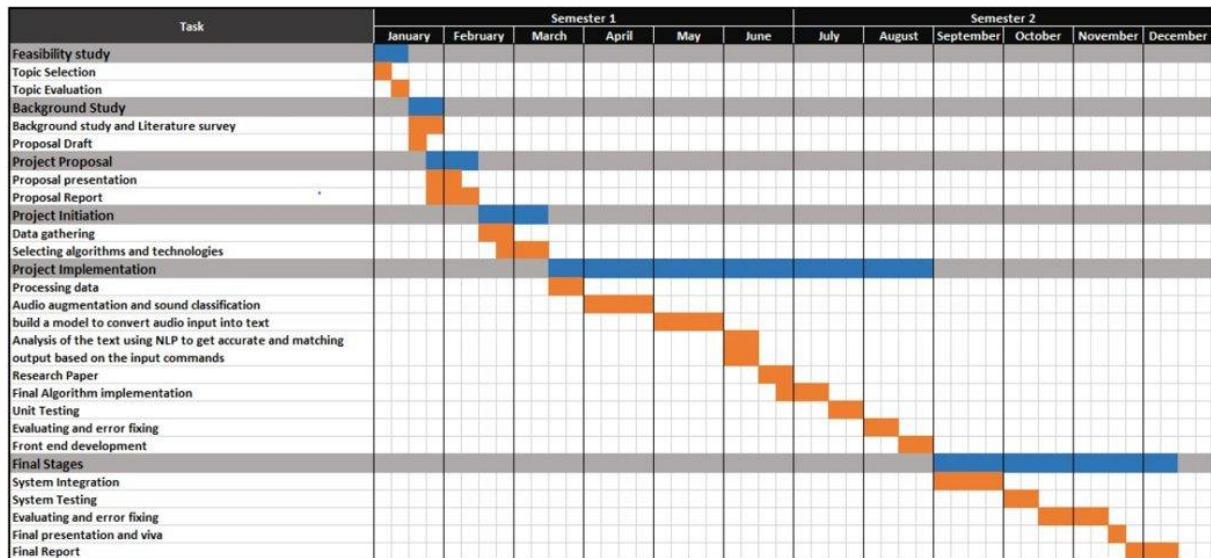 Task
Semester 1
Semester 2
January February March April May June July August September October November December
Feasibility study
Topic Selection
Topic Evaluation
Background Study
Background study and Literature survey
Proposal Draft
Project Proposal
Proposal presentation
Proposal Report
Project Initiation
Data gathering
Selecting algorithms and technologies
Project Implementation
Processing data
Audio augmentation and sound classification
build a model to convert audio input into text
Analysis of the text using NLP to get accurate and matching
output based on the input commands
Research Paper
Final Algorithm implementation
Unit Testing
Evaluating and error fixing
Front end development
Final Stages
System Integration
System Testing
Evaluating and error fixing
Final presentation and viva
Final Report